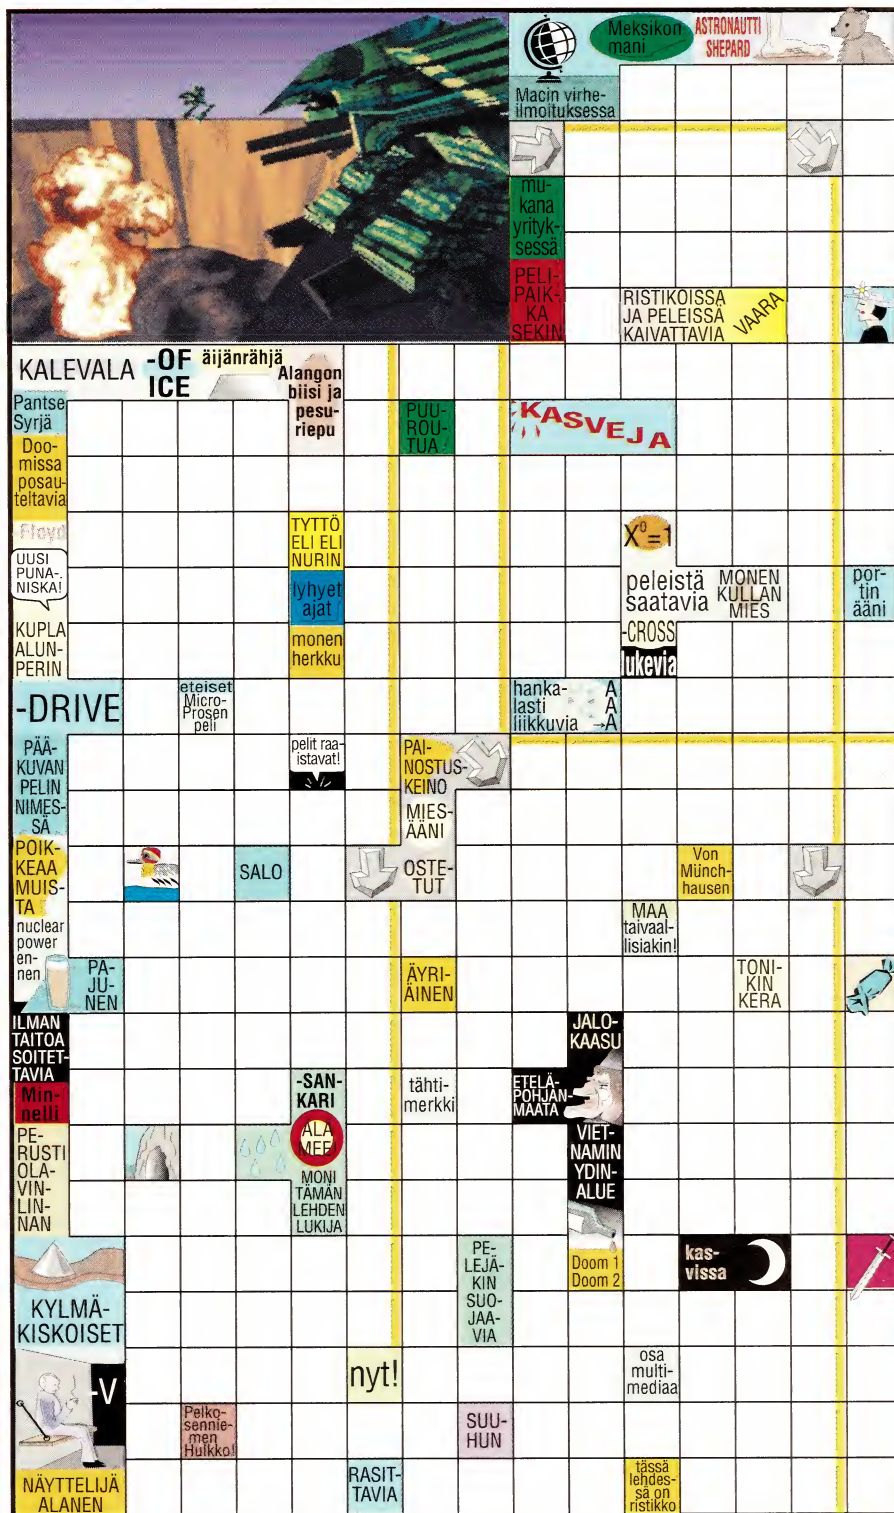 Meksikon
mani
ASTRONAUTTI
SHEPARD
Macin virhe-
ilmoituksessa
mu-
kana
yrityk-
sessä
PELI-
PAIK-
KA
SEKIN
RISTIKOISSA
JA PELEISSÄ
KAIVATTAVIA
VAARA
KALEVALA
-OF
ICE
äijänrähjä
Alangon
biisi ja
pesu-
riepu
Pantse
Syrjä
PUU-
ROU-
TUA
KASVEJA
Doo-
missa
posau-
teltavia
Floyd
TYTTÖ
ELI ELI
NURIN
X⁰=1
UUSI
PUNA-
NISKA!
lyhyet
ajat
peleistä
saatavia
MONEN
KULLAN
MIES
por-
tin
ääni
KUPLA
ALUN-
PERIN
monen
herkku
-CROSS
lukevia
-DRIVE
eteiset
Micro-
Prosen
peli
hanka-
lasti
liikkuvia
A
A
→A
PÄÄ-
KUVAN
PELIN
NIMES-
SÄ
pelit raa-
istavat!
PAI-
NOSTUS-
KEINO
MIES-
ÄÄNI
POIK-
KEAA
MUIS-
TA
SALO
OSTE-
TUT
Von
Münch-
hausen
nuclear
power
en-
nen
MAA
taivaal-
lisiakin!
PA-
JU-
NEN
ÄYRI-
ÄINEN
TONI-
KIN
KERA
ILMAN
TAITOA
SOITET-
TAVIA
JALO-
KAASU
Min-
nelli
-SAN-
KARI
tähti-
merkki
ETELÄ-
POHJAN-
MAATA
PE-
RUSTI
OLA-
VIN-
LIN-
NAN
ALA
MEE!
MONI
TÄMÄN
LEHDEN
LUKIJA
VIET-
NAMIN
YDIN-
ALUE
PE-
LEJÄ-
KIN
SUO-
JAA-
VIA
Doom 1
Doom 2
kas-
vissa
KYLMÄ-
KISKOISET
-V
nyt!
osa
multi-
mediaa
Pelko-
sennie-
men
Hulkko!
SUU-
HUN
NÄYTTELIJÄ
ALANEN
RASIT-
TAVIA
tässä
lehdes-
sä on
ristikko